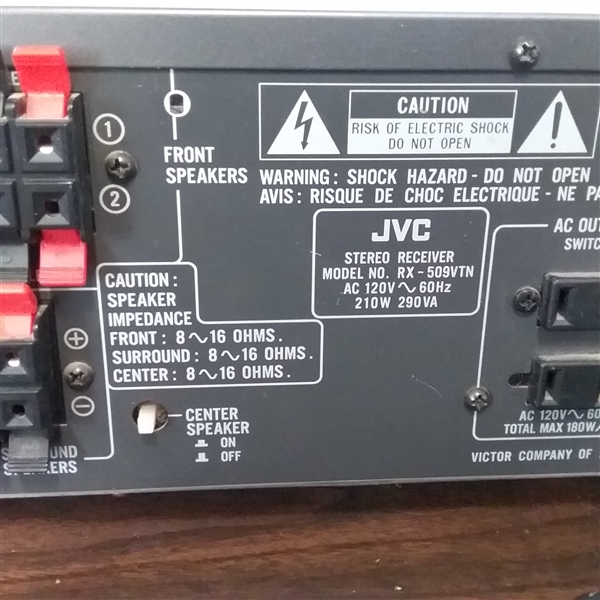 1
2
FRONT
SPEAKERS
CAUTION
RISK OF ELECTRIC SHOCK
DO NOT OPEN
WARNING: SHOCK HAZARD - DO NOT OPEN
AVIS: RISQUE DE CHOC ELECTRIQUE - NE
JVC
STEREO RECEIVER
MODEL NO. RX-509VTN
AC 120V~60Hz
210W 290VA
AC
SWITC
CAUTION:
SPEAKER
IMPEDANCE
FRONT: 8~16 OHMS.
SURROUND: 8~16 OHMS.
CENTER: 8~16 OHMS.
+
−
CENTER
SPEAKER
ON
OFF
SPEAKERS
AC 120V~60
TOTAL MAX 180W/
VICTOR COMPANY OF